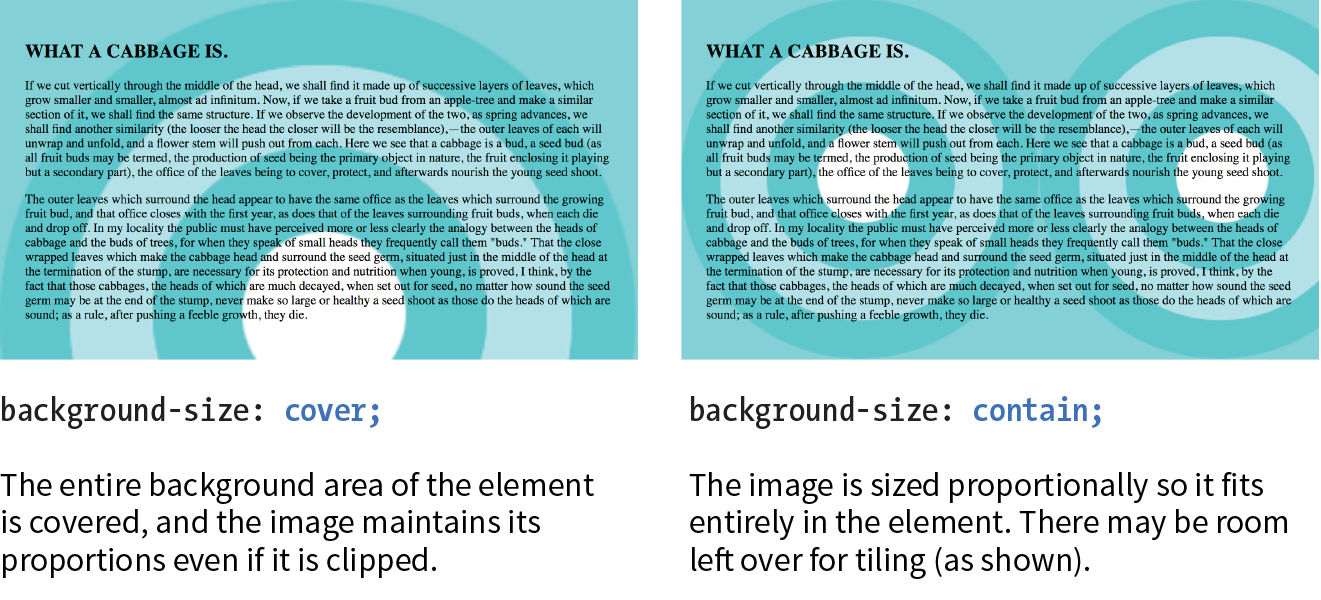 WHAT A CABBAGE IS.
If we cut vertically through the middle of the head, we shall find it made up of successive layers of leaves, which
grow smaller and smaller, almost ad infinitum. Now, if we take a fruit bud from an apple-tree and make a similar
section of it, we shall find the same structure. If we observe the development of the two, as spring advances, we
shall find another similarity (the looser the head the closer will be the resemblance),—the outer leaves of each will
unwrap and unfold, and a flower stem will push out from each. Here we see that a cabbage is a bud, a seed bud (as
all fruit buds may be termed, the production of seed being the primary object in nature, the fruit enclosing it playing
but a secondary part), the office of the leaves being to cover, protect, and afterwards nourish the young seed shoot.
The outer leaves which surround the head appear to have the same office as the leaves which surround the growing
fruit bud, and that office closes with the first year, as does that of the leaves surrounding fruit buds, when each die
and drop off. In my locality the public must have perceived more or less clearly the analogy between the heads of
cabbage and the buds of trees, for when they speak of small heads they frequently call them "buds." That the close
wrapped leaves which make the cabbage head and surround the seed germ, situated just in the middle of the head at
the termination of the stump, are necessary for its protection and nutrition when young, is proved, I think, by the
fact that those cabbages, the heads of which are much decayed, when set out for seed, no matter how sound the seed
germ may be at the end of the stump, never make so large or healthy a seed shoot as those do the heads of which are
sound; as a rule, after pushing a feeble growth, they die.
background-size: cover;
The entire background area of the element
is covered, and the image maintains its
proportions even if it is clipped.
WHAT A CABBAGE IS.
If we cut vertically through the middle of the head, we shall find it made up of successive layers of leaves, which
grow smaller and smaller, almost ad infinitum. Now, if we take a fruit bud from an apple-tree and make a similar
section of it, we shall find the same structure. If we observe the development of the two, as spring advances, we
shall find another similarity (the looser the head the closer will be the resemblance),—the outer leaves of each will
unwrap and unfold, and a flower stem will push out from each. Here we see that a cabbage is a bud, a seed bud (as
all fruit buds may be termed, the production of seed being the primary object in nature, the fruit enclosing it playing
but a secondary part), the office of the leaves being to cover, protect, and afterwards nourish the young seed shoot.
The outer leaves which surround the head appear to have the same office as the leaves which surround the growing
fruit bud, and that office closes with the first year, as does that of the leaves surrounding fruit buds, when each die
and drop off. In my locality the public must have perceived more or less clearly the analogy between the heads of
cabbage and the buds of trees, for when they speak of small heads they frequently call them "buds." That the close
wrapped leaves which make the cabbage head and surround the seed germ, situated just in the middle of the head at
the termination of the stump, are necessary for its protection and nutrition when young, is proved, I think, by the
fact that those cabbages, the heads of which are much decayed, when set out for seed, no matter how sound the seed
germ may be at the end of the stump, never make so large or healthy a seed shoot as those do the heads of which are
sound; as a rule, after pushing a feeble growth, they die.
background-size: contain;
The image is sized proportionally so it fits
entirely in the element. There may be room
left over for tiling (as shown).